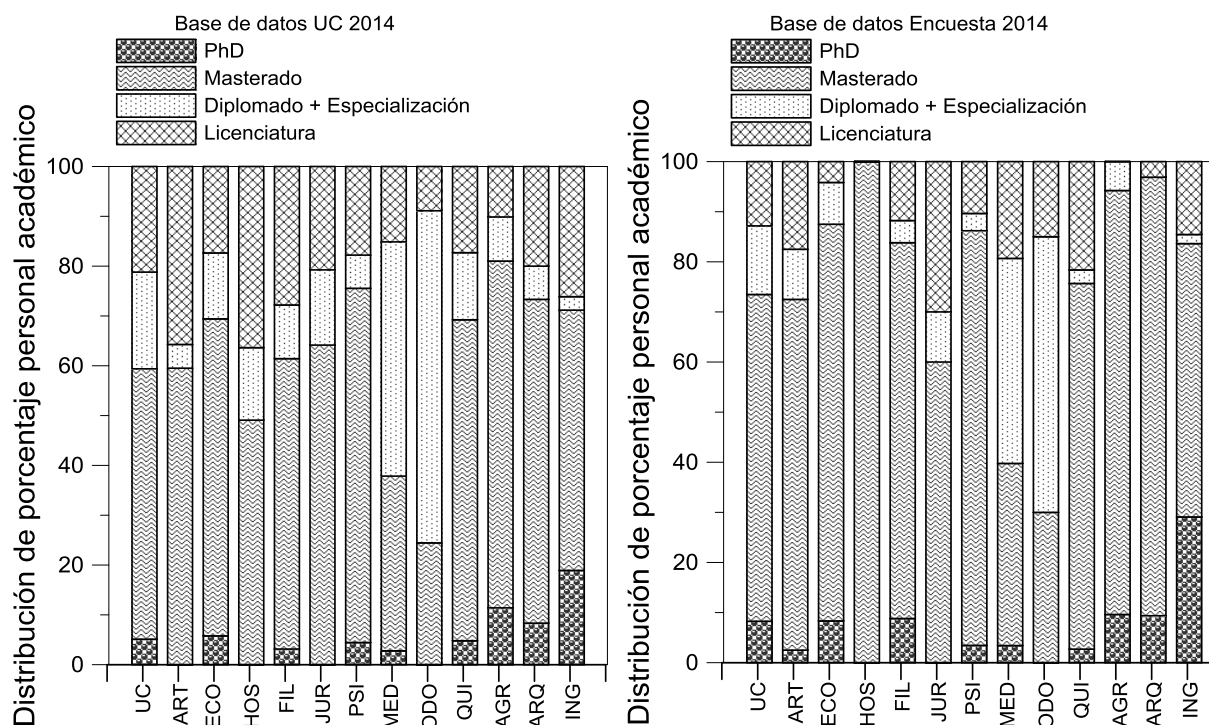 Base de datos UC 2014
PhD
Masterado
Diplomado + Especialización
Licenciatura
Distribución de porcentaje personal académico
100
80
60
40
20
0
UC
ART
ECO
HOS
FIL
JUR
PSI
MED
ODO
QUI
AGR
ARQ
ING
Base de datos Encuesta 2014
PhD
Masterado
Diplomado + Especialización
Licenciatura
Distribución de porcentaje personal académico
100
80
60
40
20
0
UC
ART
ECO
HOS
FIL
JUR
PSI
MED
ODO
QUI
AGR
ARQ
ING